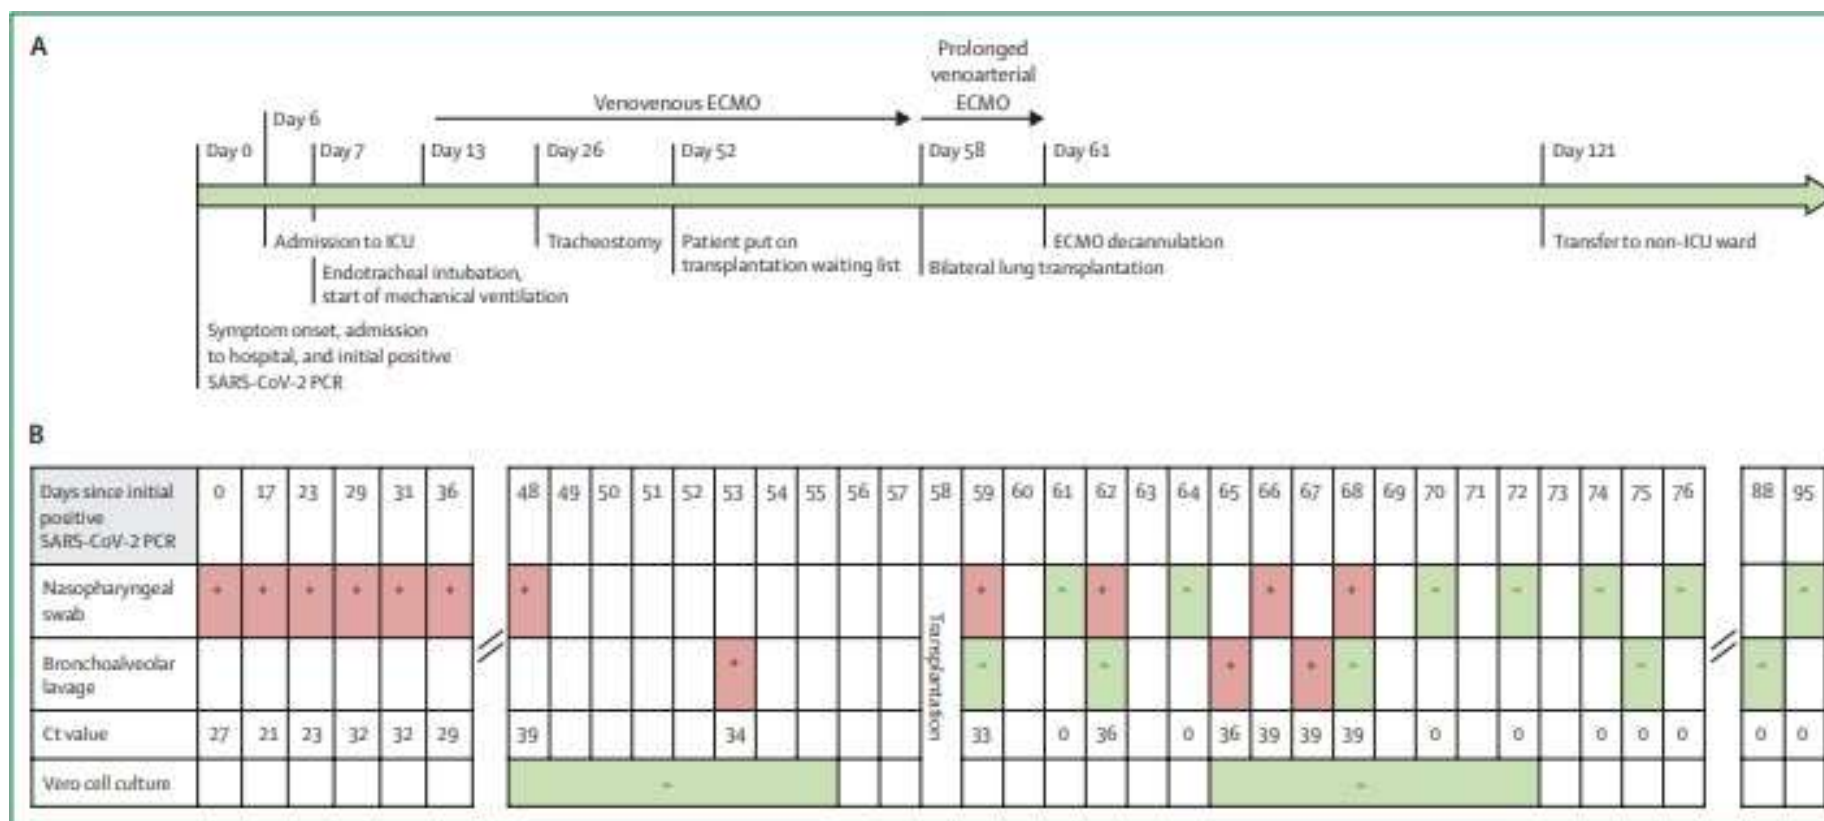 A
Prolonged
venoarterial
ECMO
Venovenous ECMO
Day 6
Day 0
Day 7
Day 13
Day 26
Day 52
Day 58
Day 61
Day 121
Admission to ICU
Tracheostomy
Patient put on
transplantation waiting list
ECMO decannulation
Transfer to non-ICU ward
Endotracheal intubation,
start of mechanical ventilation
Bilateral lung transplantation
Symptom onset, admission
to hospital, and initial positive
SARS-CoV-2 PCR
B
Days since initial
positive
SARS-CoV-2 PCR
0 17 23 29 31 36 48 49 50 51 52 53 54 55 56 57 58 59 60 61 62 63 64 65 66 67 68 69 70 71 72 73 74 75 76 88 95
Nasopharyngeal
swab
+ + + + + + + + - + - + + - - - - -
Transplantation
Bronchoalveolar
lavage
+ - - + + - - -
Ct value
27 21 23 32 32 29 39 34 33 0 36 0 36 39 39 39 0 0 0 0 0 0 0
Vero cell culture
- -